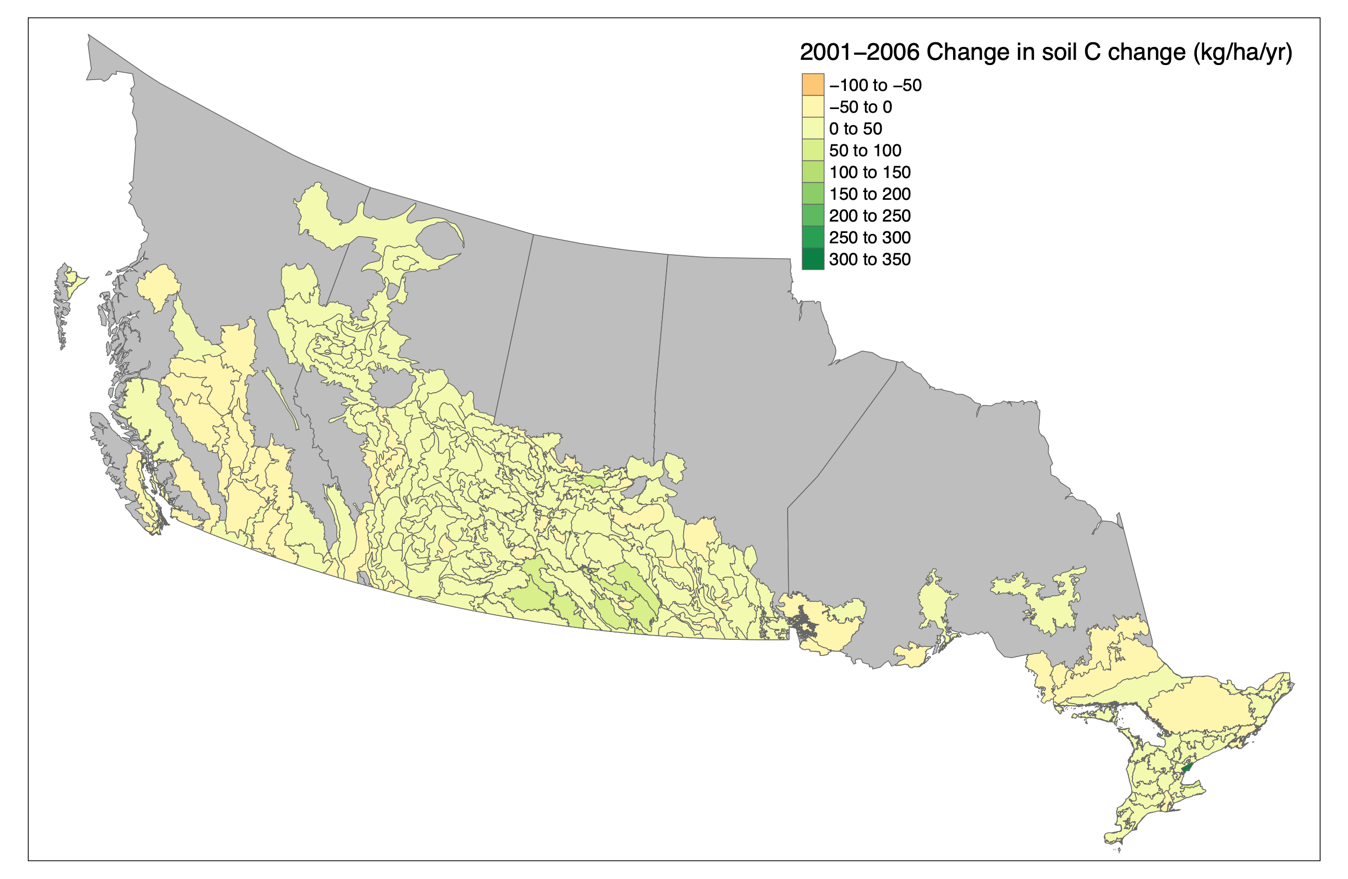 2001−2006 Change in soil C change (kg/ha/yr)
−100 to −50
−50 to 0
0 to 50
50 to 100
100 to 150
150 to 200
200 to 250
250 to 300
300 to 350